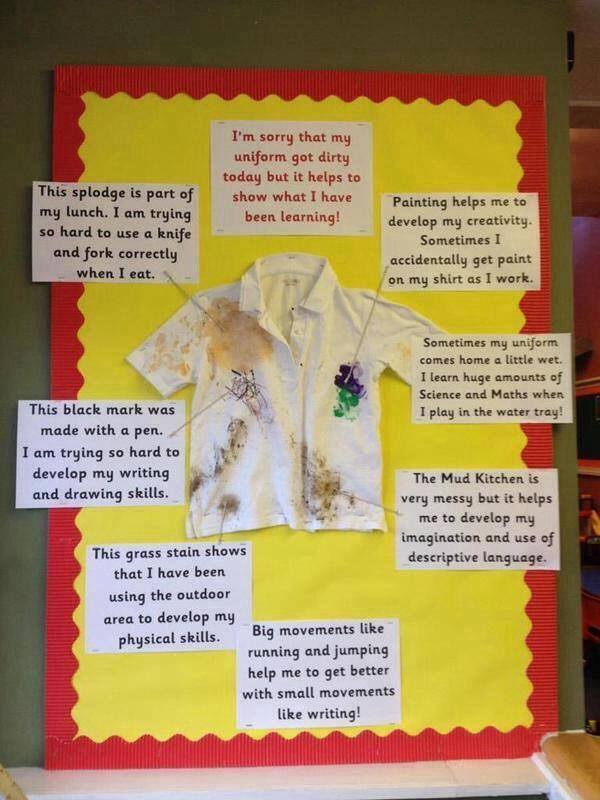 I'm sorry that my
uniform got dirty
today but it helps to
show what I have
been learning!
This splodge is part of
my lunch. I am trying
so hard to use a knife
and fork correctly
when I eat.
Painting helps me to
develop my creativity.
Sometimes I
accidentally get paint
on my shirt as I work.
Sometimes my uniform
comes home a little wet.
I learn huge amounts of
Science and Maths when
I play in the water tray!
This black mark was
made with a pen.
I am trying so hard to
develop my writing
and drawing skills.
The Mud Kitchen is
very messy but it helps
me to develop my
imagination and use of
descriptive language.
This grass stain shows
that I have been
using the outdoor
area to develop my
physical skills.
Big movements like
running and jumping
help me to get better
with small movements
like writing!